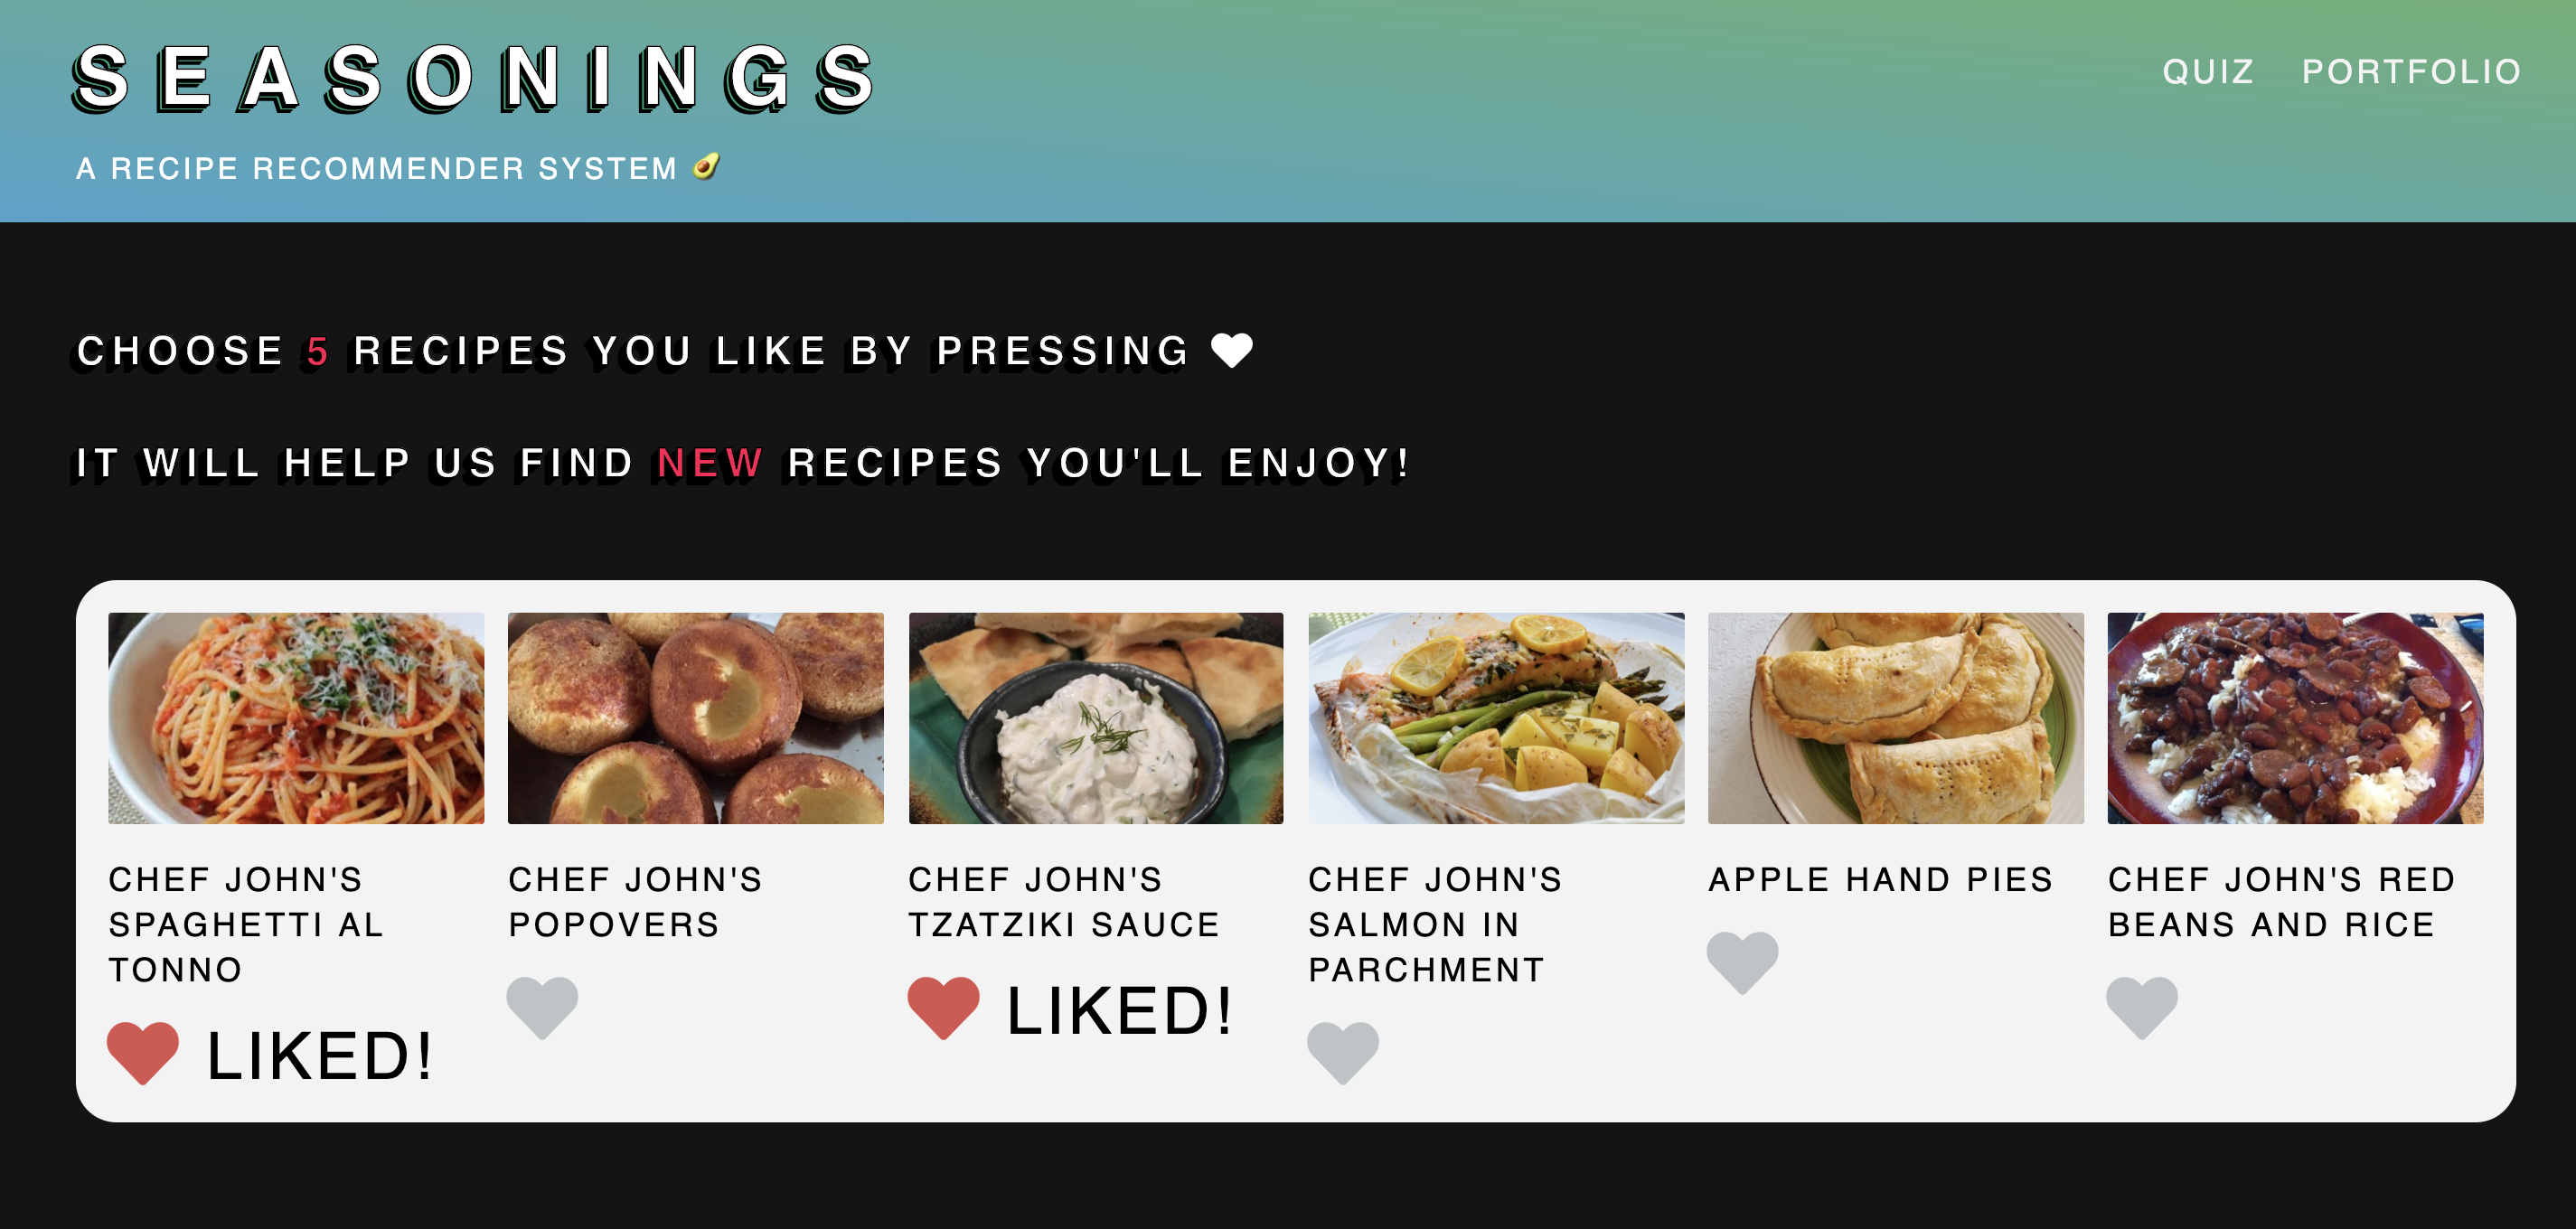 SEASONINGS
QUIZ PORTFOLIO
A RECIPE RECOMMENDER SYSTEM 🥑
CHOOSE 5 RECIPES YOU LIKE BY PRESSING
IT WILL HELP US FIND NEW RECIPES YOU'LL ENJOY!
CHEF JOHN'S
SPAGHETTI AL
TONNO
LIKED!
CHEF JOHN'S
POPOVERS
CHEF JOHN'S
TZATZIKI SAUCE
LIKED!
CHEF JOHN'S
SALMON IN
PARCHMENT
APPLE HAND PIES
CHEF JOHN'S RED
BEANS AND RICE